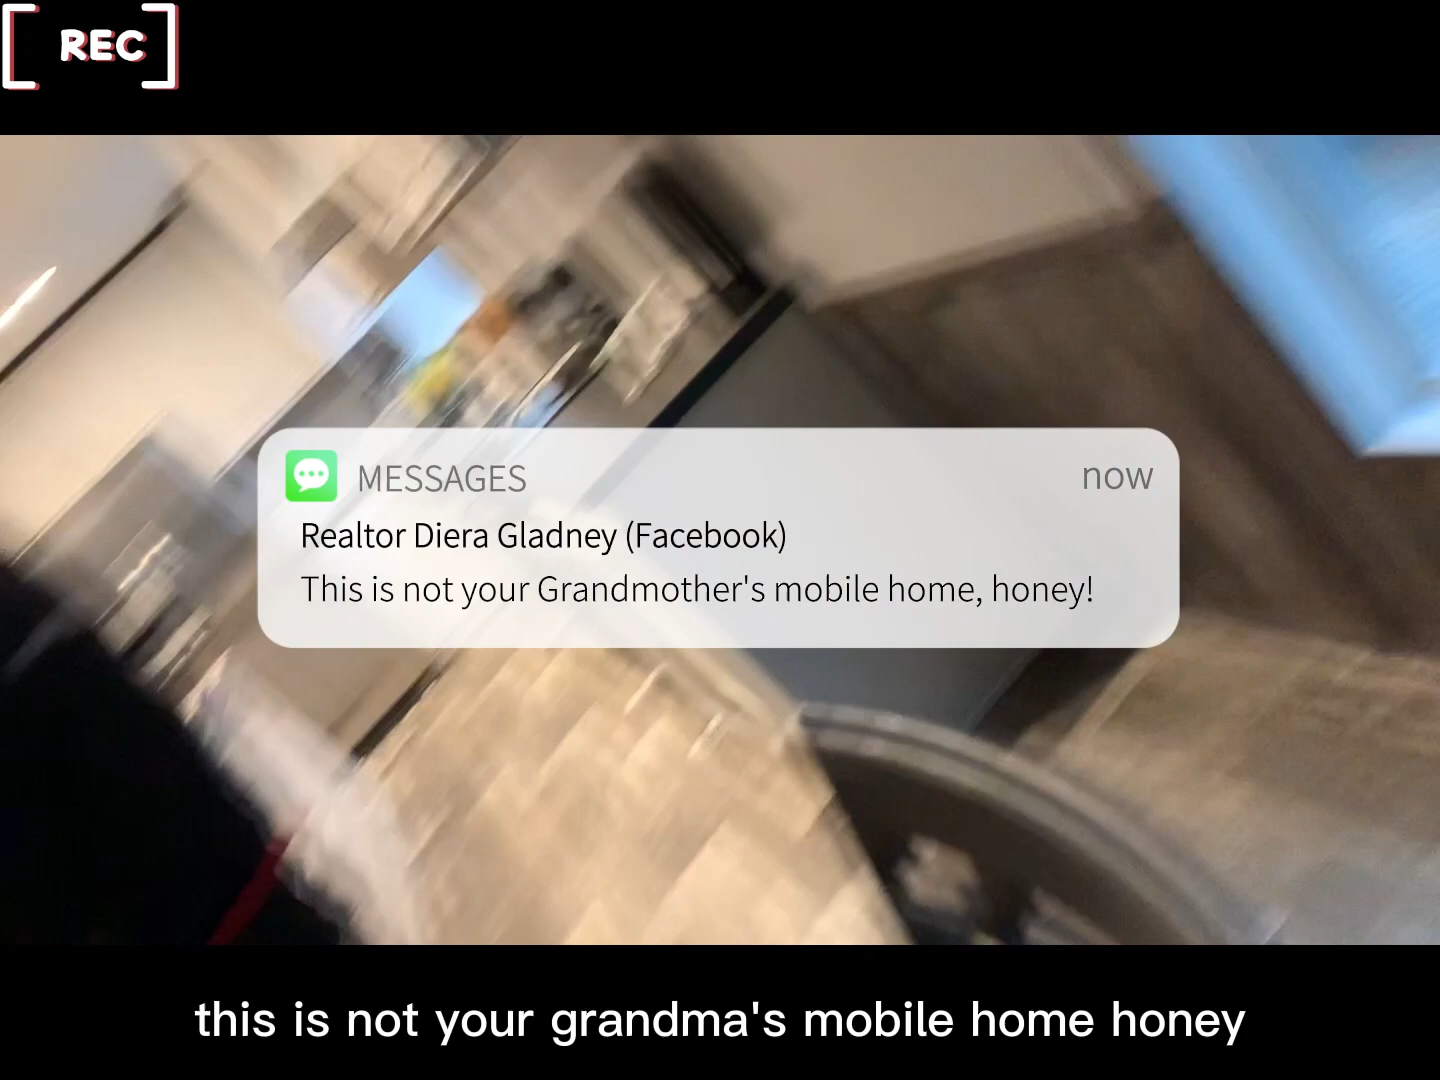 REC
MESSAGES now
Realtor Diera Gladney (Facebook)
This is not your Grandmother's mobile home, honey!
this is not your grandma's mobile home honey